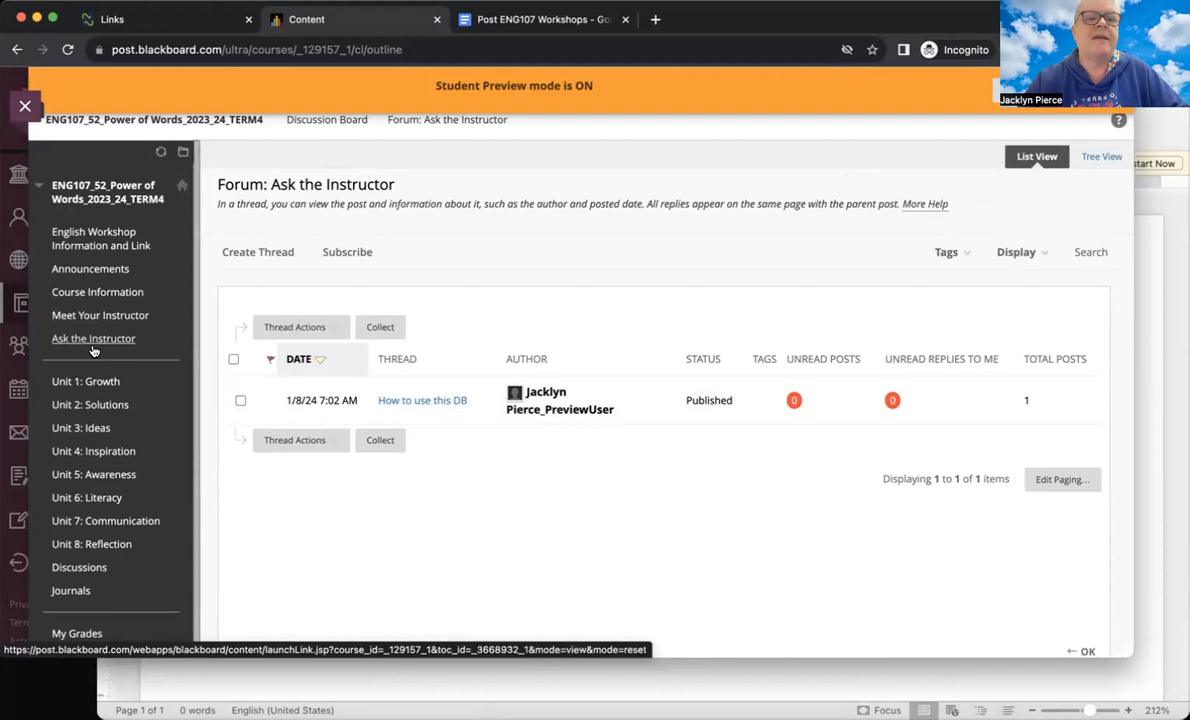 Links
Content
Post ENG107 Workshops - Go
post.blackboard.com/ultra/courses/_129157_1/cl/outline
Incognito
Jacklyn Pierce
Student Preview mode is ON
ENG107_52_Power of Words_2023_24_TERM4
Discussion Board
Forum: Ask the Instructor
List View
Tree View
start Now
ENG107_52_Power of
Words_2023_24_TERM4
English Workshop
Information and Link
Announcements
Course Information
Meet Your Instructor
Ask the Instructor
Unit 1: Growth
Unit 2: Solutions
Unit 3: Ideas
Unit 4: Inspiration
Unit 5: Awareness
Unit 6: Literacy
Unit 7: Communication
Unit 8: Reflection
Discussions
Journals
My Grades
Forum: Ask the Instructor
In a thread, you can view the post and information about it, such as the author and posted date. All replies appear on the same page with the parent post. More Help
Create Thread
Subscribe
Tags
Display
Search
Thread Actions
Collect
DATE
THREAD
AUTHOR
STATUS
TAGS
UNREAD POSTS
UNREAD REPLIES TO ME
TOTAL POSTS
1/8/24 7:02 AM
How to use this DB
Jacklyn
Pierce_PreviewUser
Published
0
0
1
Thread Actions
Collect
Displaying 1 to 1 of 1 items
Edit Paging...
← OK
Priva
Term
https://post.blackboard.com/webapps/blackboard/content/launchLink.jsp?course_id=_129157_1&toc_id=_3668932_1&mode=view&mode=reset
Page 1 of 1
0 words
English (United States)
Focus
212%